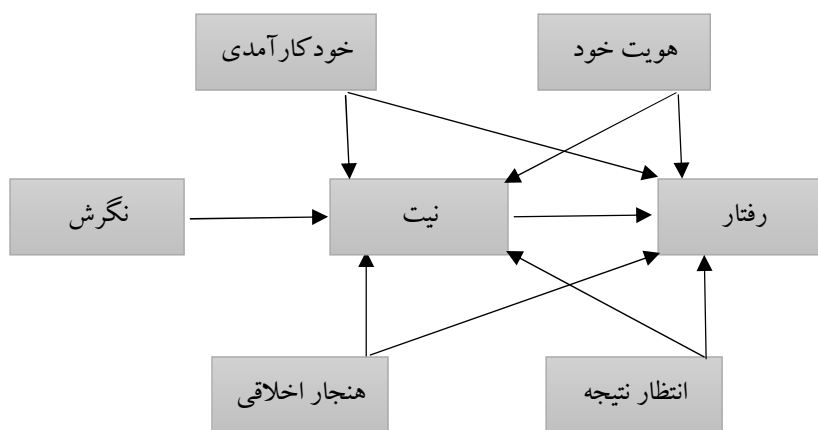 هویت خود
خودکارآمدی
رفتار
نیت
نگرش
انتظار نتیجه
هنجار اخلاقی